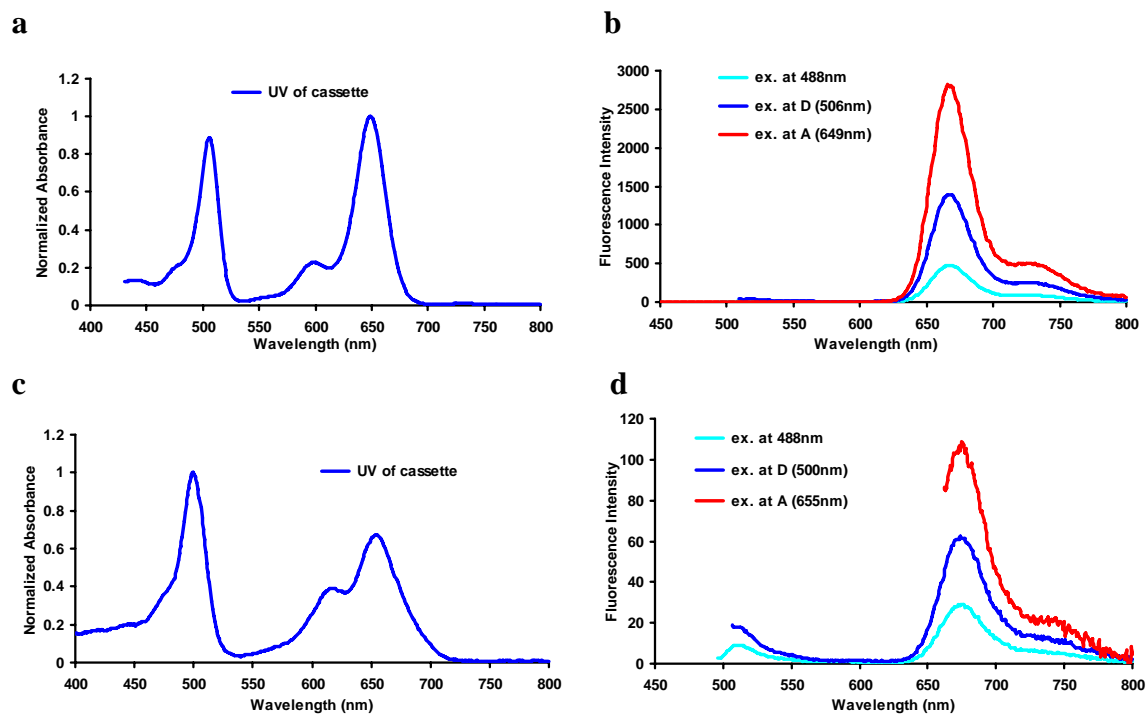 a
UV of cassette
Normalized Absorbance
1.2
1
0.8
0.6
0.4
0.2
0
400 450 500 550 600 650 700 750 800
Wavelength (nm)
b
ex. at 488nm
ex. at D (506nm)
ex. at A (649nm)
Fluorescence Intensity
3000
2500
2000
1500
1000
500
0
450 500 550 600 650 700 750 800
Wavelength (nm)
c
UV of cassette
Normalized Absorbance
1.2
1
0.8
0.6
0.4
0.2
0
400 450 500 550 600 650 700 750 800
Wavelength (nm)
d
ex. at 488nm
ex. at D (500nm)
ex. at A (655nm)
Fluorescence Intensity
120
100
80
60
40
20
0
450 500 550 600 650 700 750 800
Wavelength (nm)